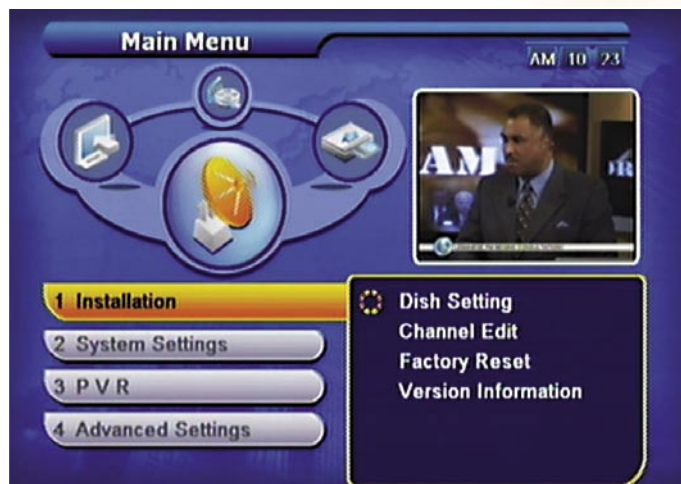 Main Menu
AM 10 23
AM
1 Installation
2 System Settings
3 P V R
4 Advanced Settings
Dish Setting
Channel Edit
Factory Reset
Version Information